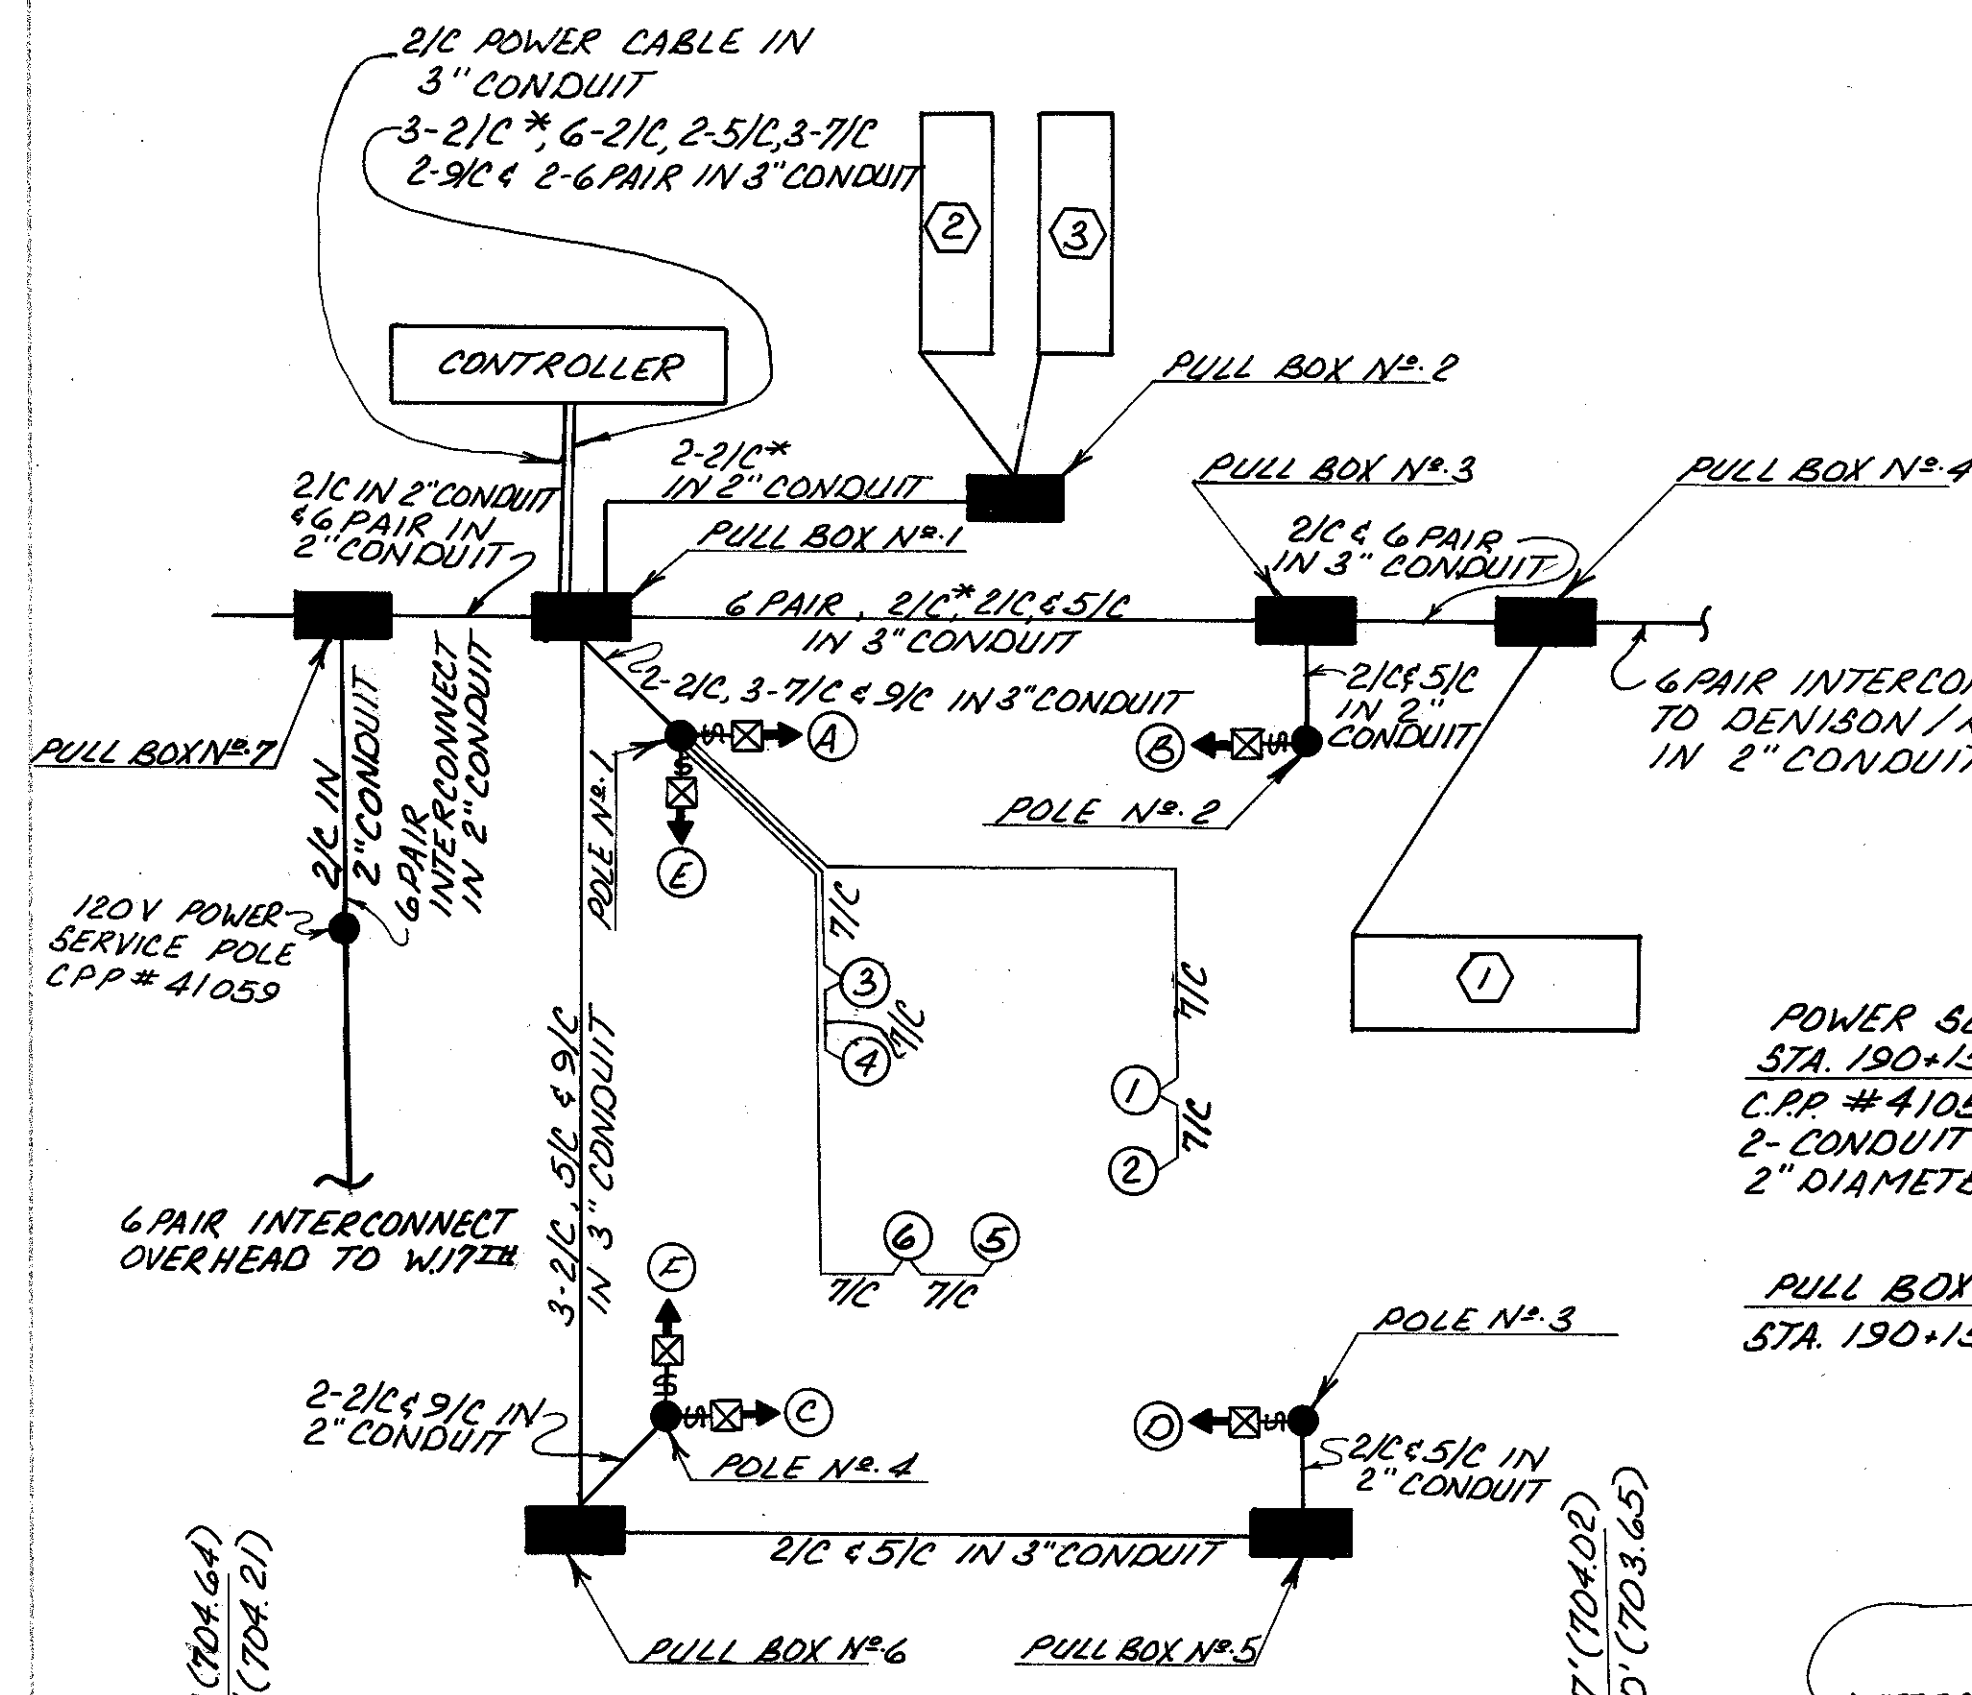 2/C POWER CABLE IN
3" CONDUIT
3-2/C*, 6-2/C, 2-5/C, 3-7/C
2-9/C & 2-6 PAIR IN 3" CONDUIT
2
3
CONTROLLER
PULL BOX Nº. 2
2-2/C*
IN 2" CONDUIT
2/C IN 2" CONDUIT
& 6 PAIR IN
2" CONDUIT
PULL BOX Nº. 1
PULL BOX Nº. 3
PULL BOX Nº. 4
2/C & 6 PAIR
IN 3" CONDUIT
6 PAIR, 2/C*, 2/C, & 5/C
IN 3" CONDUIT
2-2/C, 3-7/C & 9/C IN 3" CONDUIT
2/C & 5/C
IN 2"
CONDUIT
6 PAIR INTERCO
TO DENISON /
IN 2" CONDUIT
PULL BOX Nº. 7
2/C IN
2" CONDUIT
6 PAIR
INTERCONNECT
IN 2" CONDUIT
POLE Nº. 1
A
B
E
POLE Nº. 2
120V POWER
SERVICE POLE
CPP # 41059
7/C
3
7/C
4
7/C
1
7/C
2
1
POWER
STA. 190+15
C.P.P. # 4105
2- CONDUIT
2" DIAMETE
3-2/C, 5/C & 9/C
IN 3" CONDUIT
6 PAIR INTERCONNECT
OVERHEAD TO W.17TH
6
5
7/C
7/C
F
PULL BOX
STA. 190+15
POLE Nº. 3
2-2/C & 9/C IN
2" CONDUIT
C
D
POLE Nº. 4
2/C & 5/C IN
2" CONDUIT
2/C & 5/C IN 3" CONDUIT
PULL BOX Nº. 6
PULL BOX Nº. 5
(704.64)
(704.21)
7'(704.02)
0'(703.65)